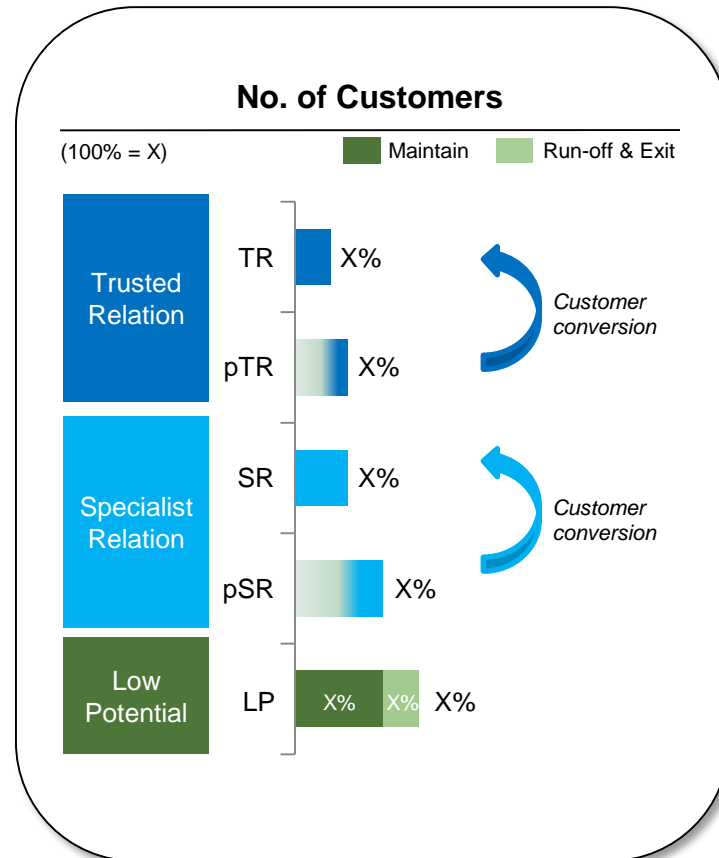 No. of Customers
(100% = X)
Maintain
Run-off & Exit
Trusted
Relation
TR
X%
pTR
X%
Customer
conversion
Specialist
Relation
SR
X%
pSR
X%
Customer
conversion
Low
Potential
LP
X%
X%
X%